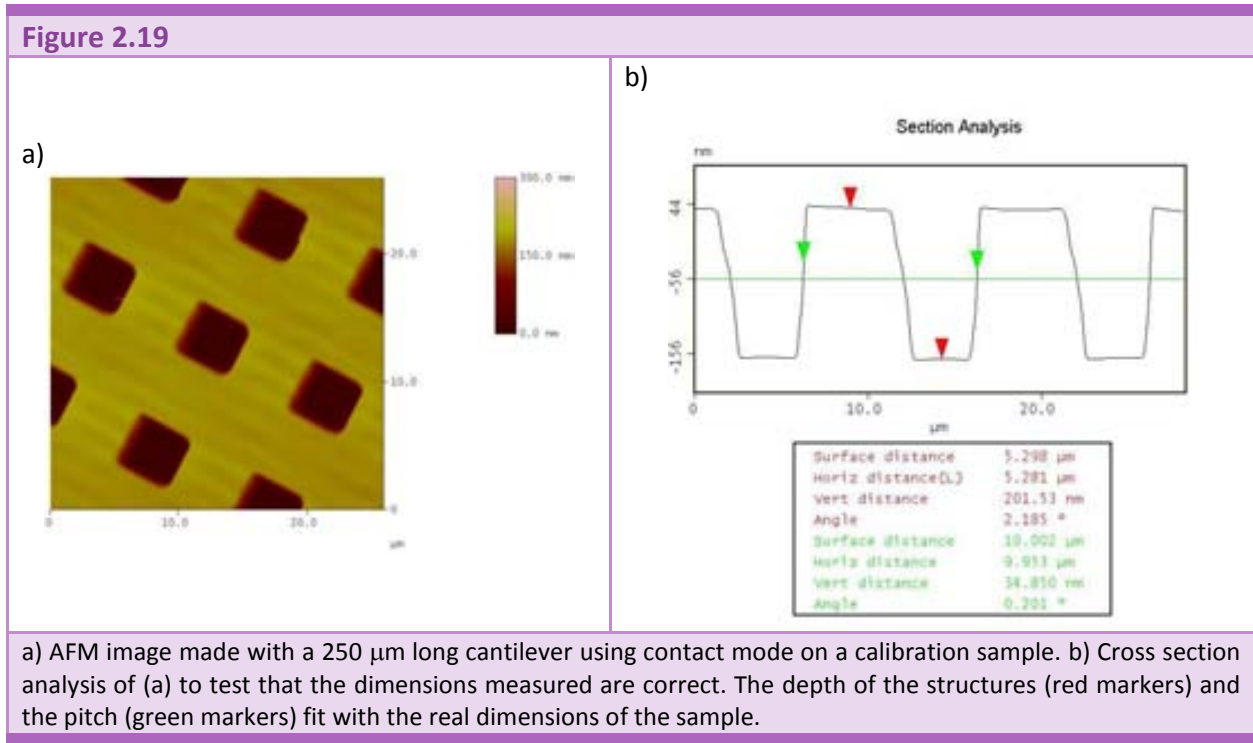 Figure 2.19
a)
300.0 nm
150.0 nm
0.0 nm
20.0
10.0
0
0
10.0
20.0
µm
b)
Section Analysis
nm
44
-56
-156
0
10.0
20.0
µm
Surface distance 5.298 µm
Horiz distance(L) 5.281 µm
Vert distance 201.53 nm
Angle 2.185 °
Surface distance 10.002 µm
Horiz distance 9.953 µm
Vert distance 34.850 nm
Angle 0.201 °
a) AFM image made with a 250 µm long cantilever using contact mode on a calibration sample. b) Cross section
analysis of (a) to test that the dimensions measured are correct. The depth of the structures (red markers) and
the pitch (green markers) fit with the real dimensions of the sample.